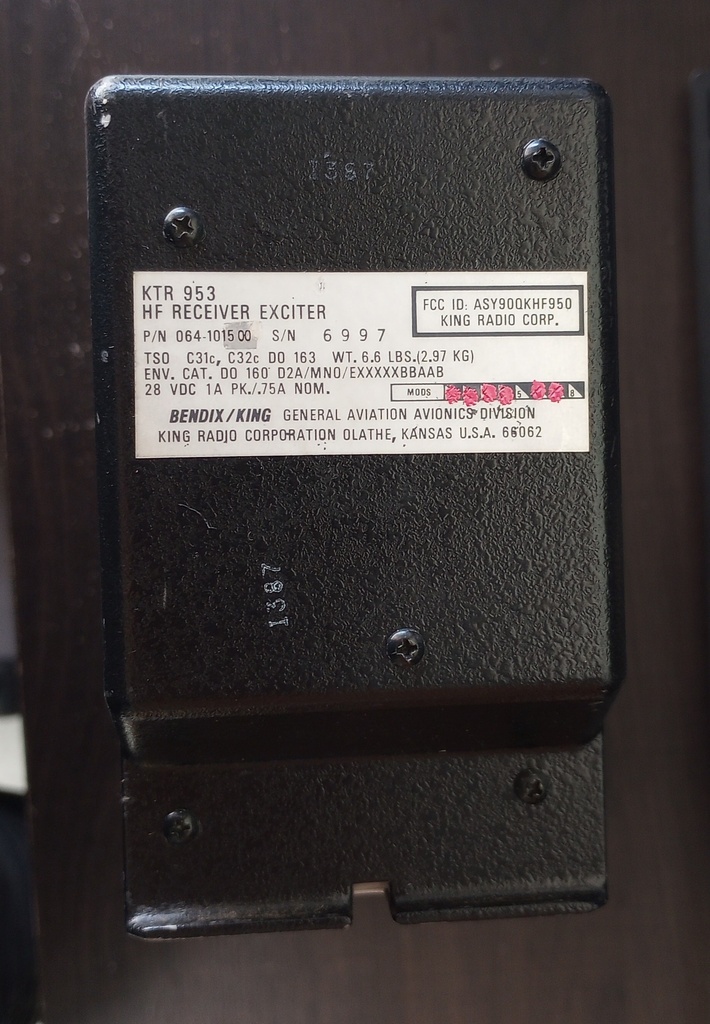 I387
KTR 953
HF RECEIVER EXCITER
FCC ID: ASY9OQKHF950
KING RADIO CORP.
P/N 064-1015 00 S/N 6997
TSO C31c, C32c DO 163 WT. 6.6 LBS.(2.97 KG)
ENV. CAT. DO 160 D2A/MNO/EXXXXXBBAAB
28 VDC 1A PK./.75A NOM.
MODS 5 8
BENDIX/KING GENERAL AVIATION AVIONICS DIVISION
KING RADIO CORPORATION OLATHE, KANSAS U.S.A. 66062
I387